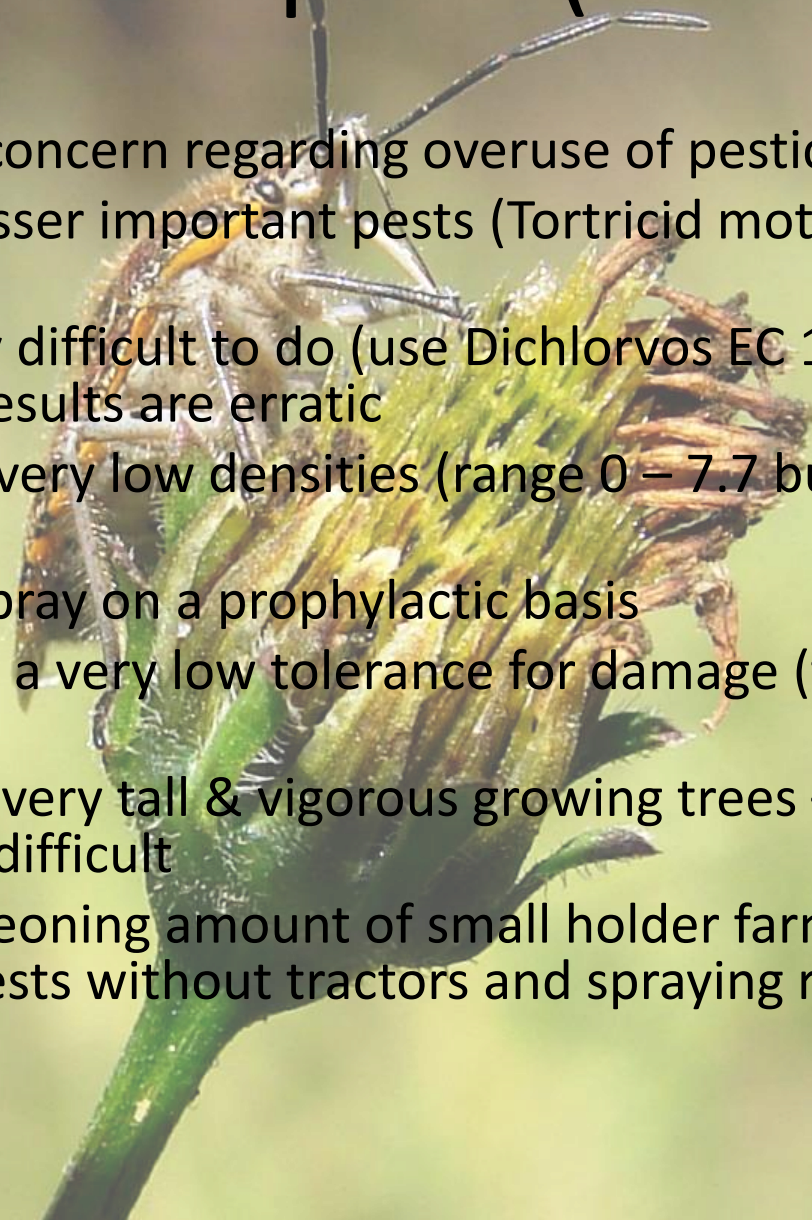 concern regarding overuse of pestic
sser important pests (Tortricid mot
difficult to do (use Dichlorvos EC 1
esults are erratic
very low densities (range 0 – 7.7 bu
pray on a prophylactic basis
a very low tolerance for damage (
very tall & vigorous growing trees
difficult
eoning amount of small holder farr
ests without tractors and spraying r